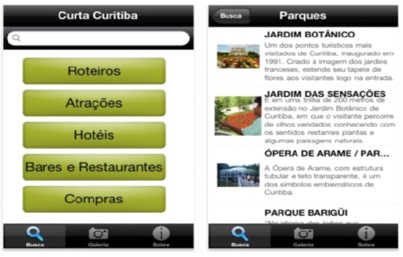 Curta Curitiba
Roteiros
Atrações
Hotéis
Bares e Restaurantes
Compras
Busca
Galeria
Sobre
Busca
Parques
JARDIM BOTÂNICO
Um dos pontos turísticos mais
visitados de Curitiba, insugurado em
1991. Criado à imagem dos jardins
franceses, estende seu tapete de
flores aos visitantes logo na entrada.
JARDIM DAS SENSAÇÕES
É em uma trilha de 200 metros de
extensão no Jardim Botânico de
Curitiba, em que o visitante percorre
de olhos vendados conhecendo com
os sentidos restantes plantas e
algumas paisagens naturais.
ÓPERA DE ARAME / PAR...
A Ópera de Arame, com estrutura
tubular e teto transparente, é um
dos símbolos emblemáticos de
Curitiba.
PARQUE BARIGÜI
Busca
Galeria
Sobre